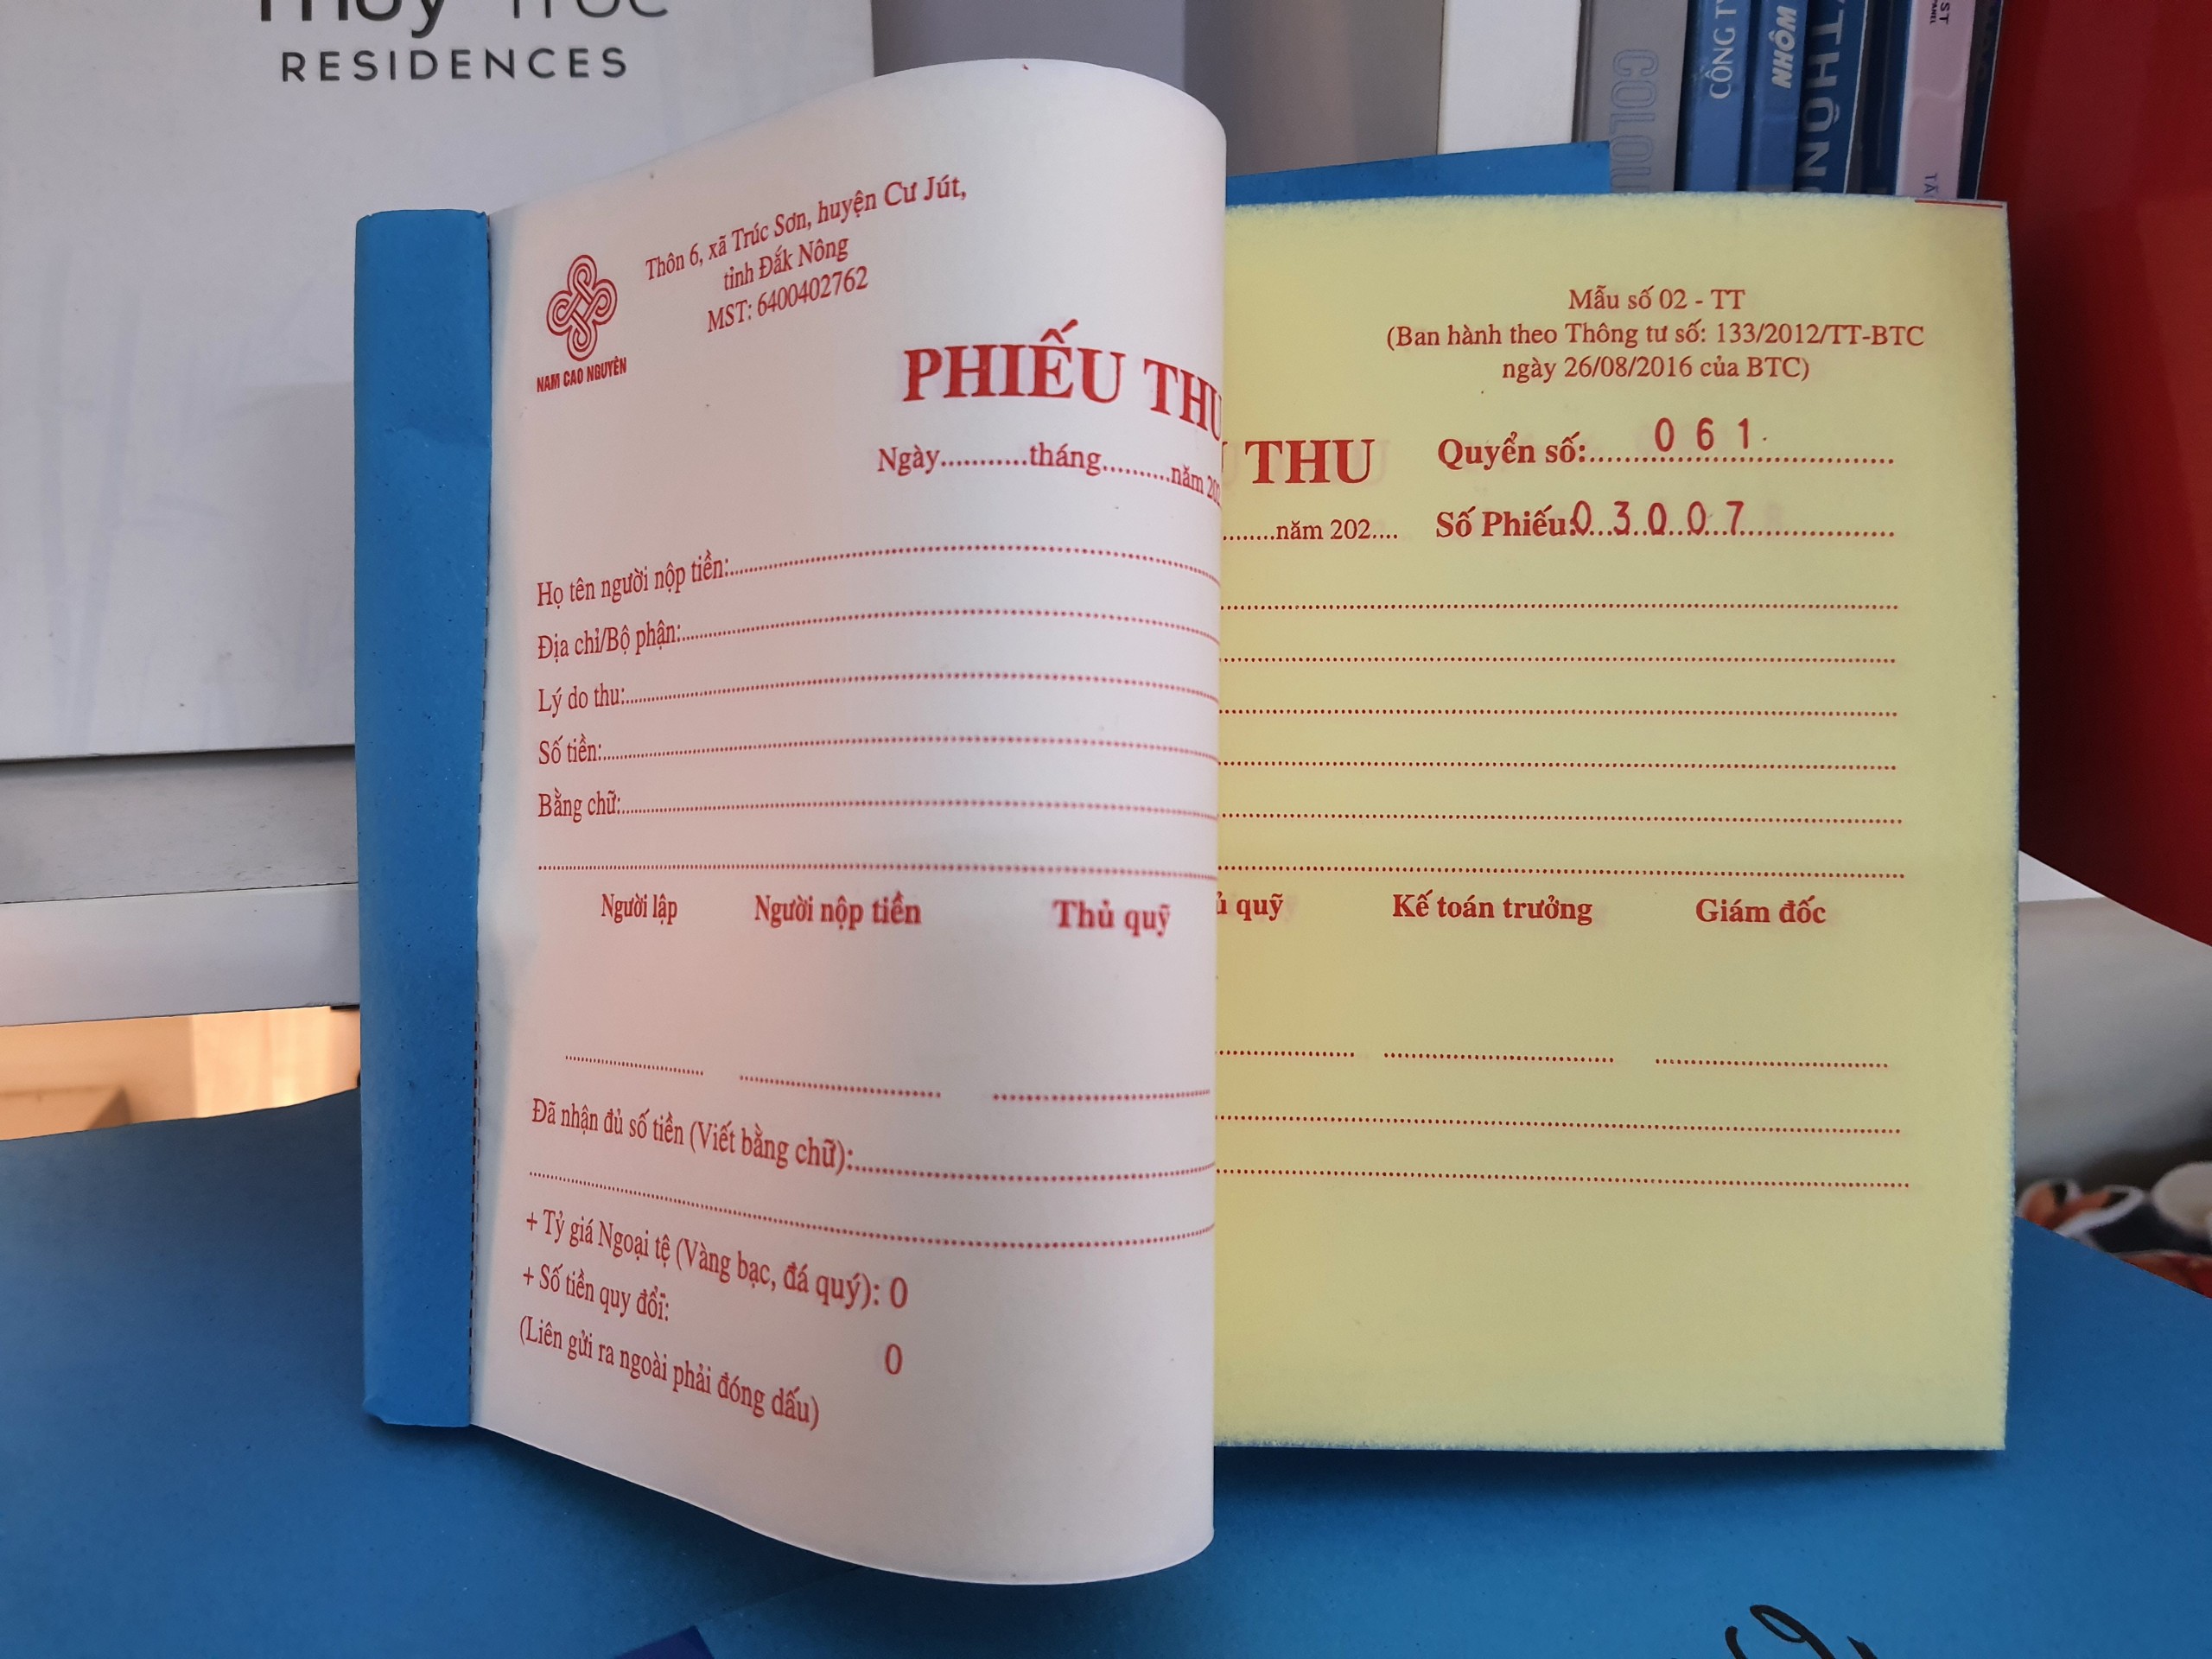 RESIDENCES
CÔNG TY
NAM CAO NGUYÊN
Thôn 6, xã Trúc Sơn, huyện Cư Jút,
tỉnh Đắk Nông
MST: 6400402762
PHIẾU THU
Ngày...........tháng.........năm 202
Họ tên người nộp tiền:
Địa chỉ/Bộ phận:
Lý do thu:
Số tiền:
Bằng chữ:
Người lập Người nộp tiền Thủ quỹ
Đã nhận đủ số tiền (Viết bằng chữ):
+ Tỷ giá Ngoại tệ (Vàng bạc, đá quý): 0
+ Số tiền quy đổi:
0
(Liên gửi ra ngoài phải đóng dấu)
Mẫu số 02 - TT
(Ban hành theo Thông tư số: 133/2012/TT-BTC
ngày 26/08/2016 của BTC)
THU
Quyển số: 061
năm 202....
Số Phiếu: 03007
quỹ Kế toán trưởng Giám đốc